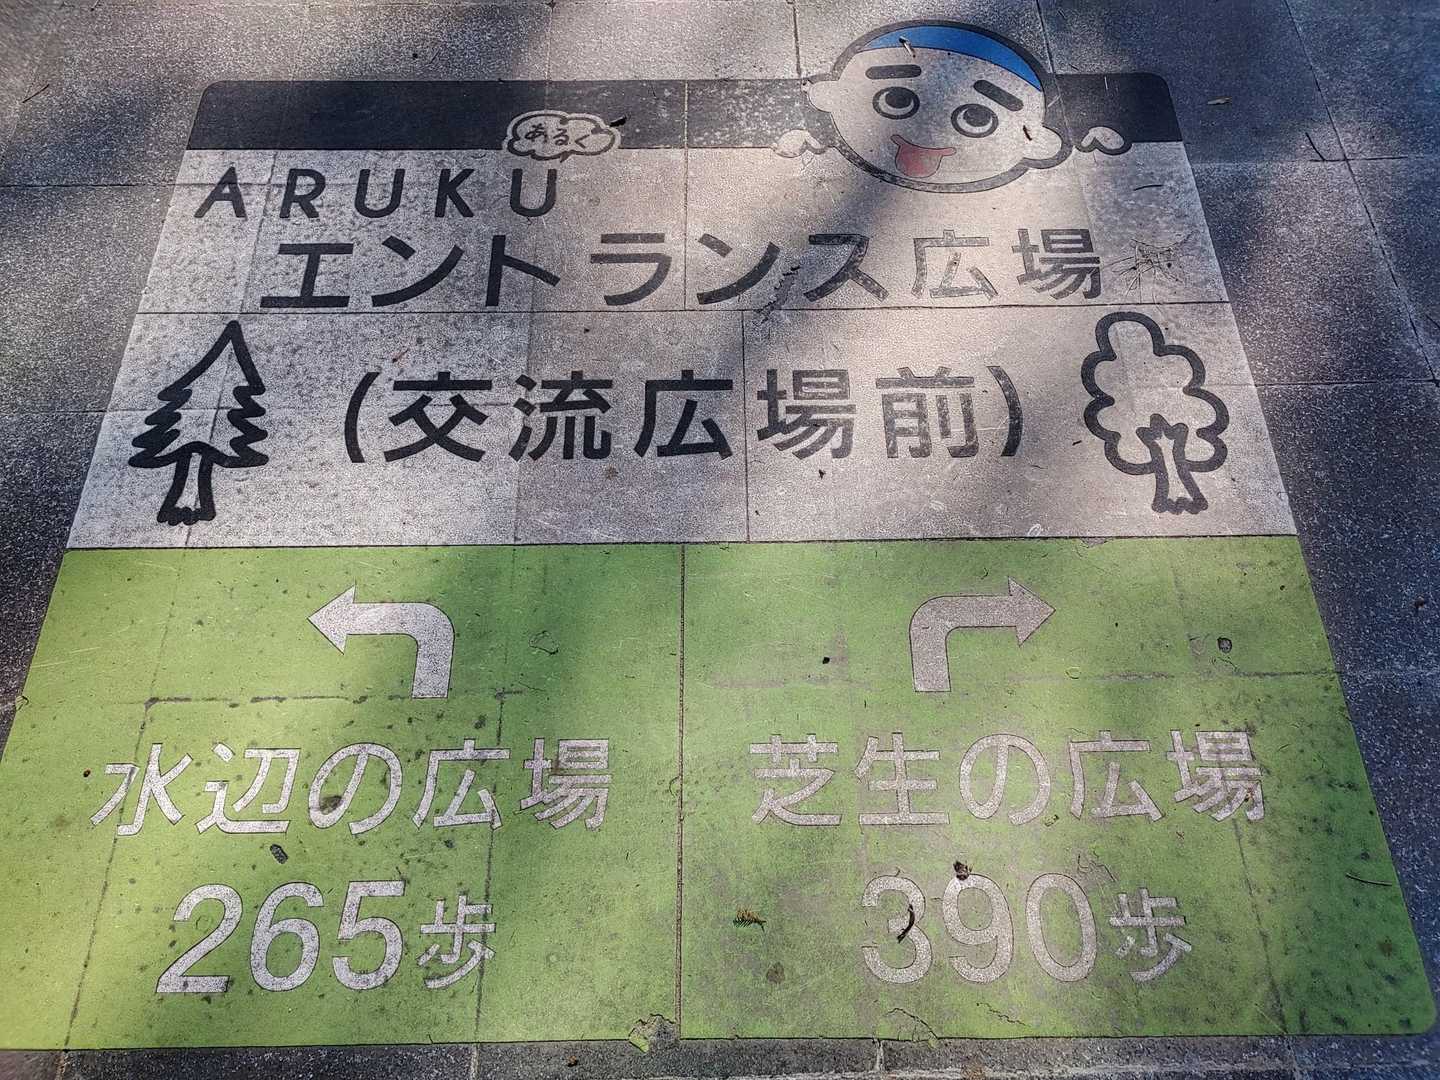 あるく
ARUKU
エントランス広場
(交流広場前)
水辺の広場
265歩
芝生の広場
390歩